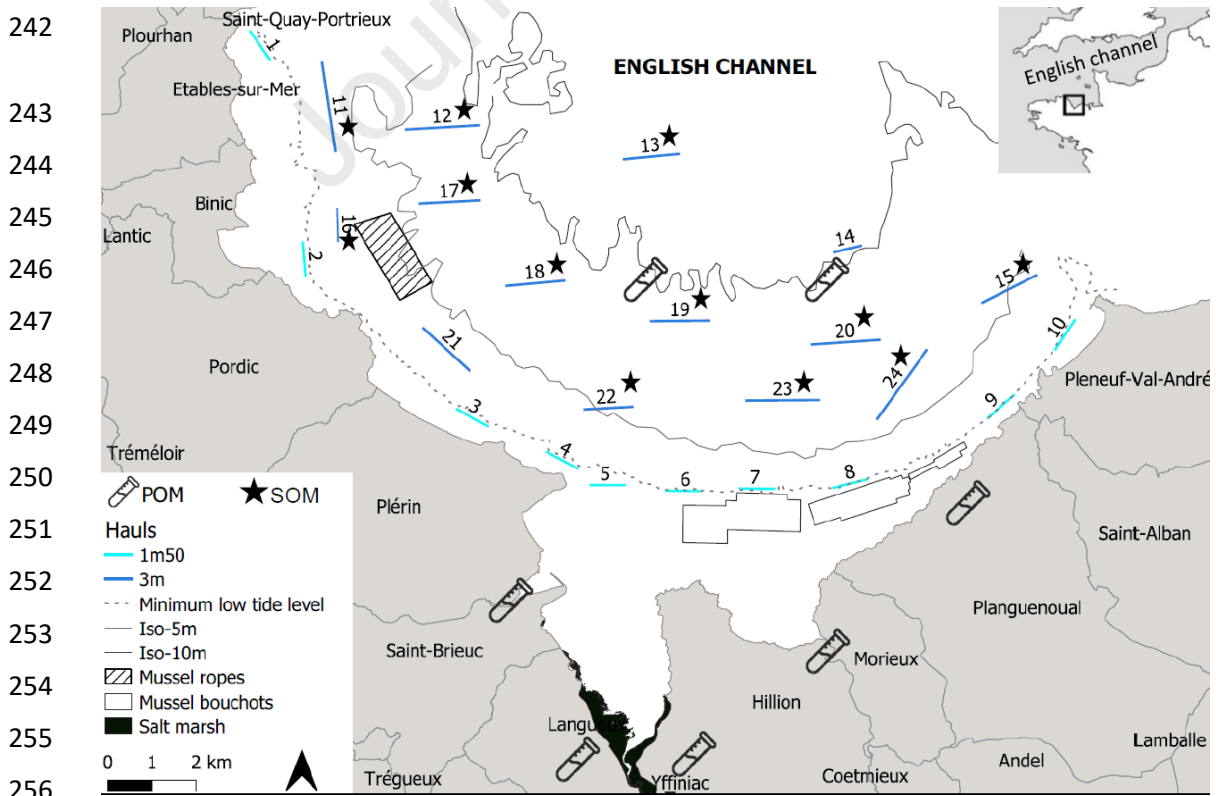 242
Saint-Quay-Portrieux
Plourhan
1
English channel
ENGLISH CHANNEL
Etables-sur-Mer
Journ
243
11
12
13
244
17
245
Binic
16
14
Lantic
2
246
18
15
19
247
20
10
21
Pordic
24
248
Pleneuf-Val-André
22
23
9
249
3
Tréméloir
4
250
5
6
7
8
POM
SOM
Plérin
251
Hauls
Saint-Alban
1m50
252
3m
Minimum low tide level
Planguenoual
253
Iso-5m
Saint-Brieuc
Iso-10m
Morieux
254
Mussel ropes
Mussel bouchots
Hillion
Salt marsh
Langueux
255
Lamballe
0 1 2 km
Andel
Trégueux
Yffiniac
Coetmieux
256